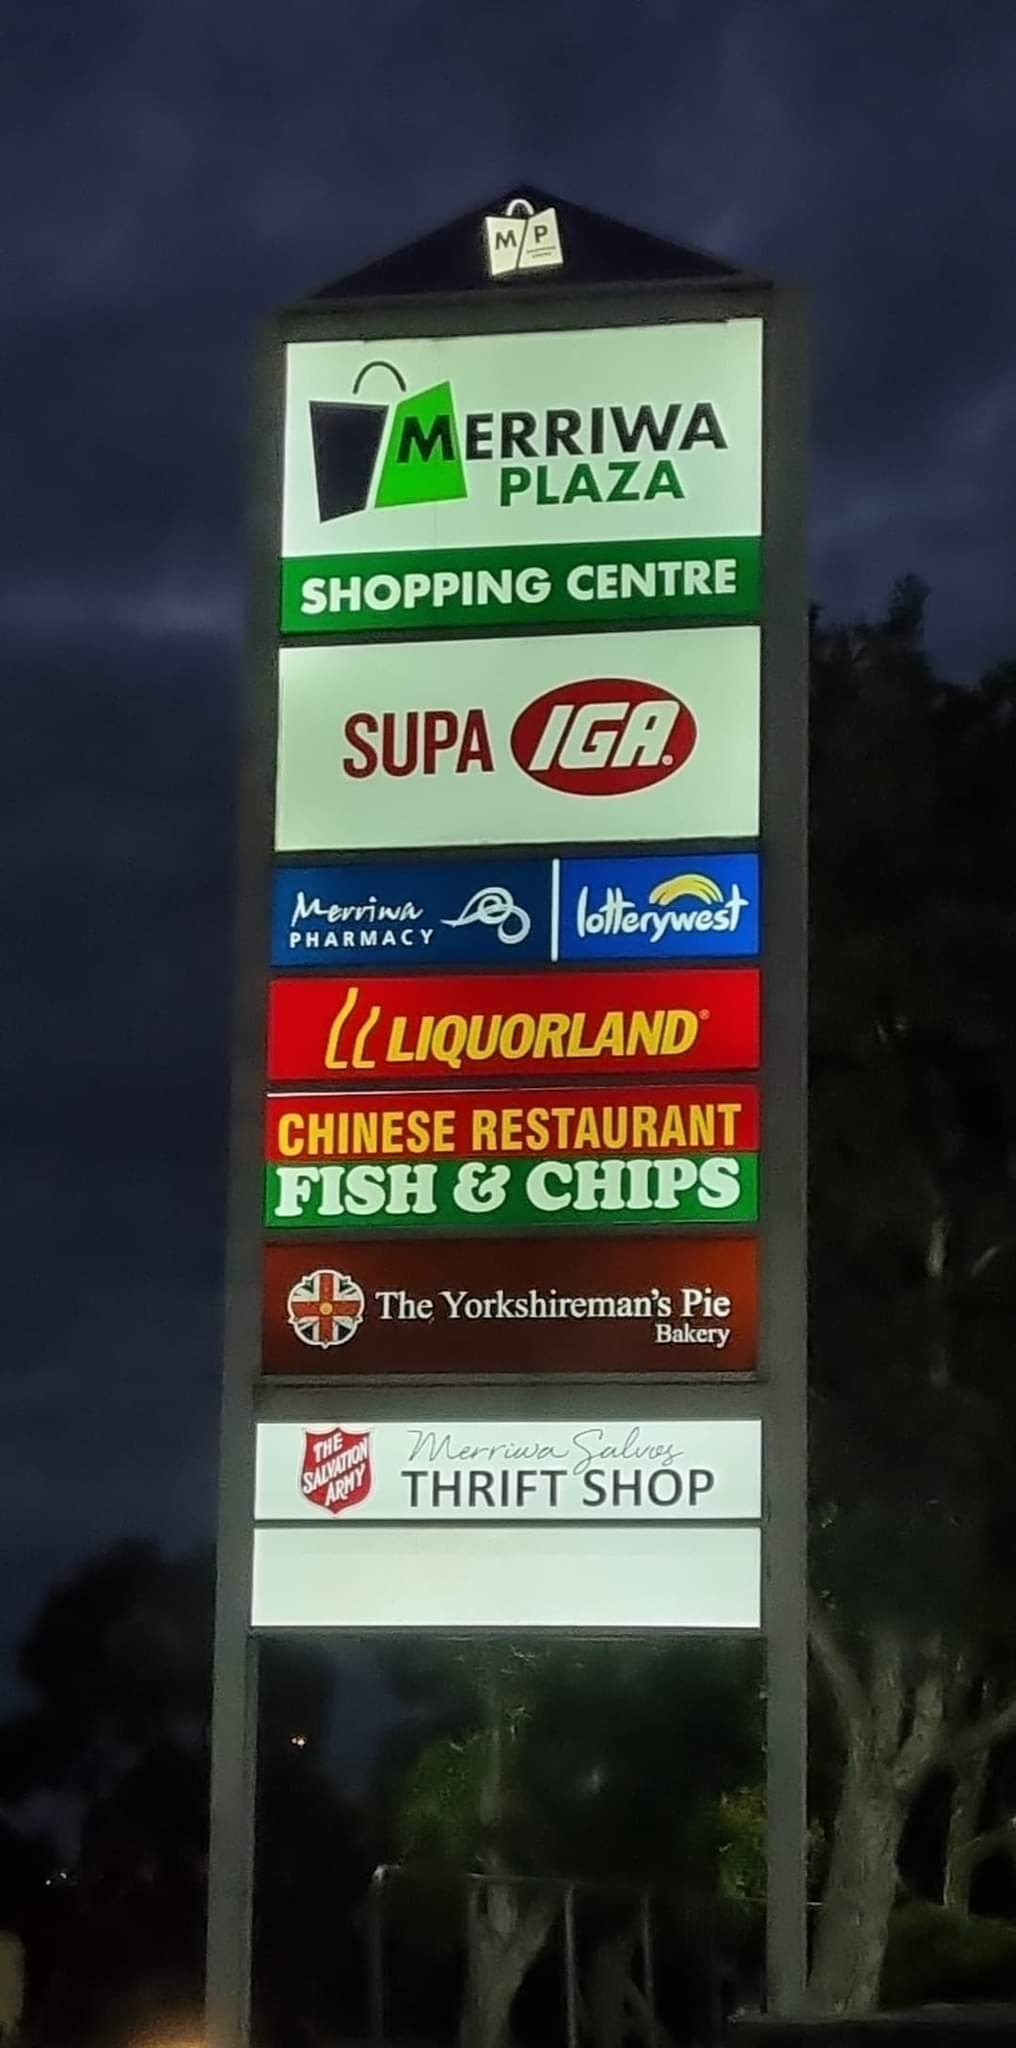 M P
MERRIWA
PLAZA
SHOPPING CENTRE
SUPA IGA®
Merriwa
PHARMACY
lotterywest
LIQUORLAND®
CHINESE RESTAURANT
FISH & CHIPS
The Yorkshireman's Pie
Bakery
THE
SALVATION
ARMY
Merriwa Salvos
THRIFT SHOP